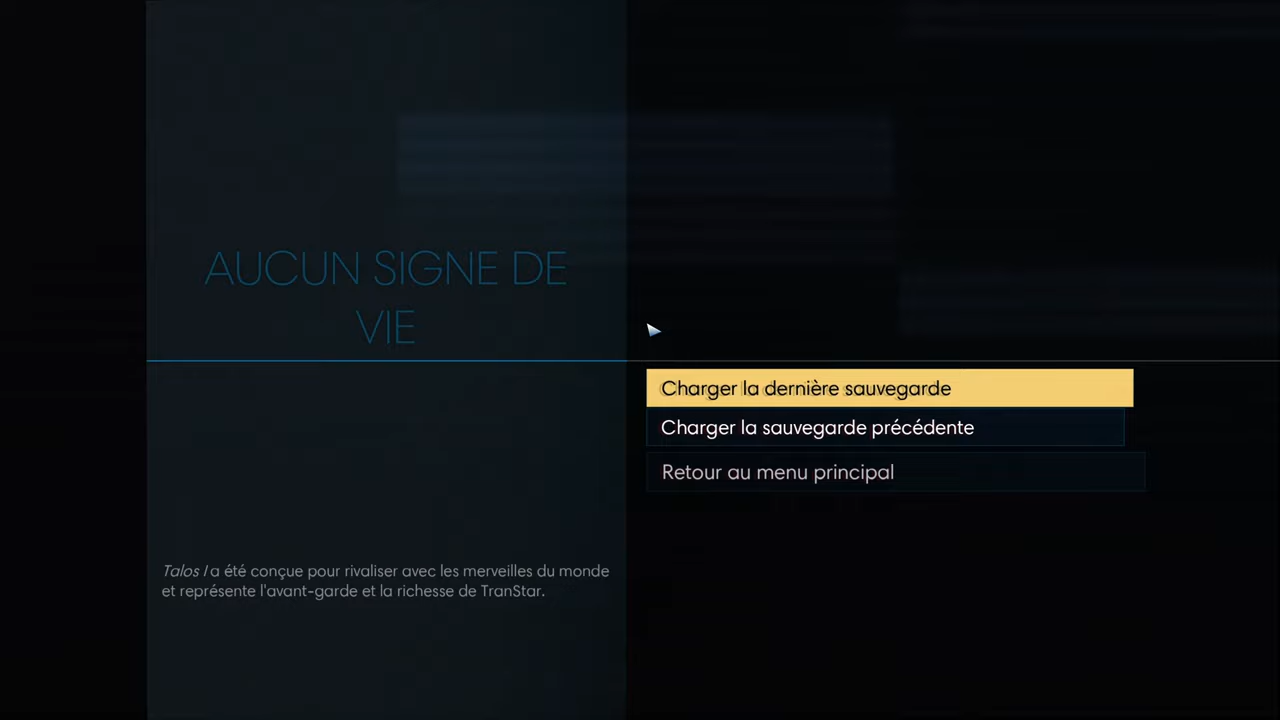 AUCUN SIGNE DE
VIE
Charger la dernière sauvegarde
Charger la sauvegarde précédente
Retour au menu principal
Talos I a été conçue pour rivaliser avec les merveilles du monde
et représente l'avant-garde et la richesse de TranStar.